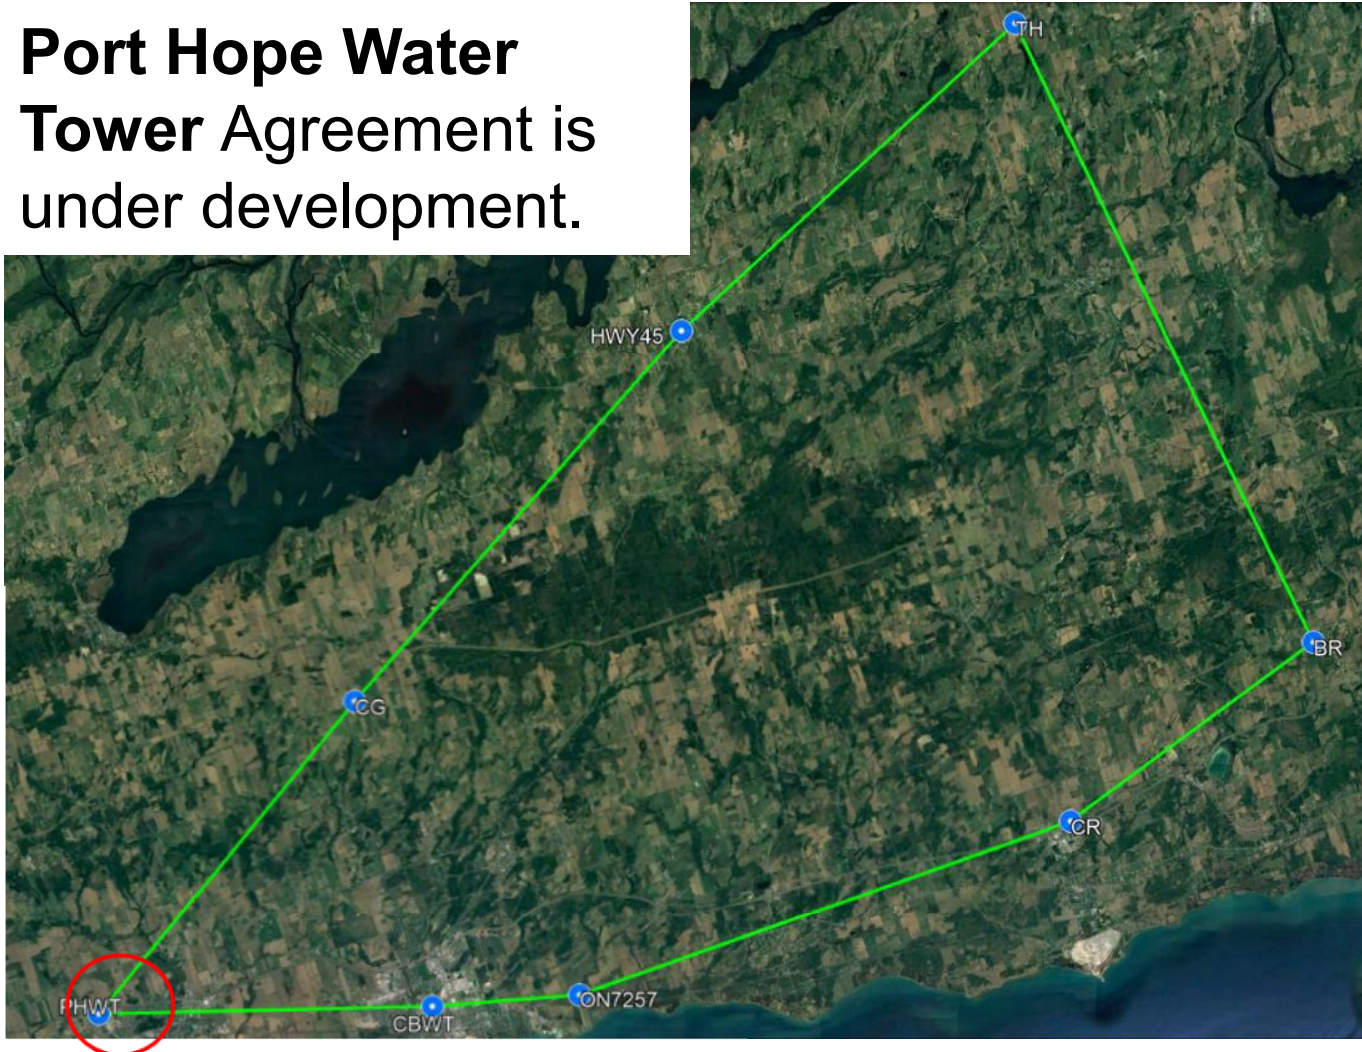 Port Hope Water
Tower Agreement is
under development.
TH
HWY45
BR
CG
CR
PHWT
ON7257
CBWT